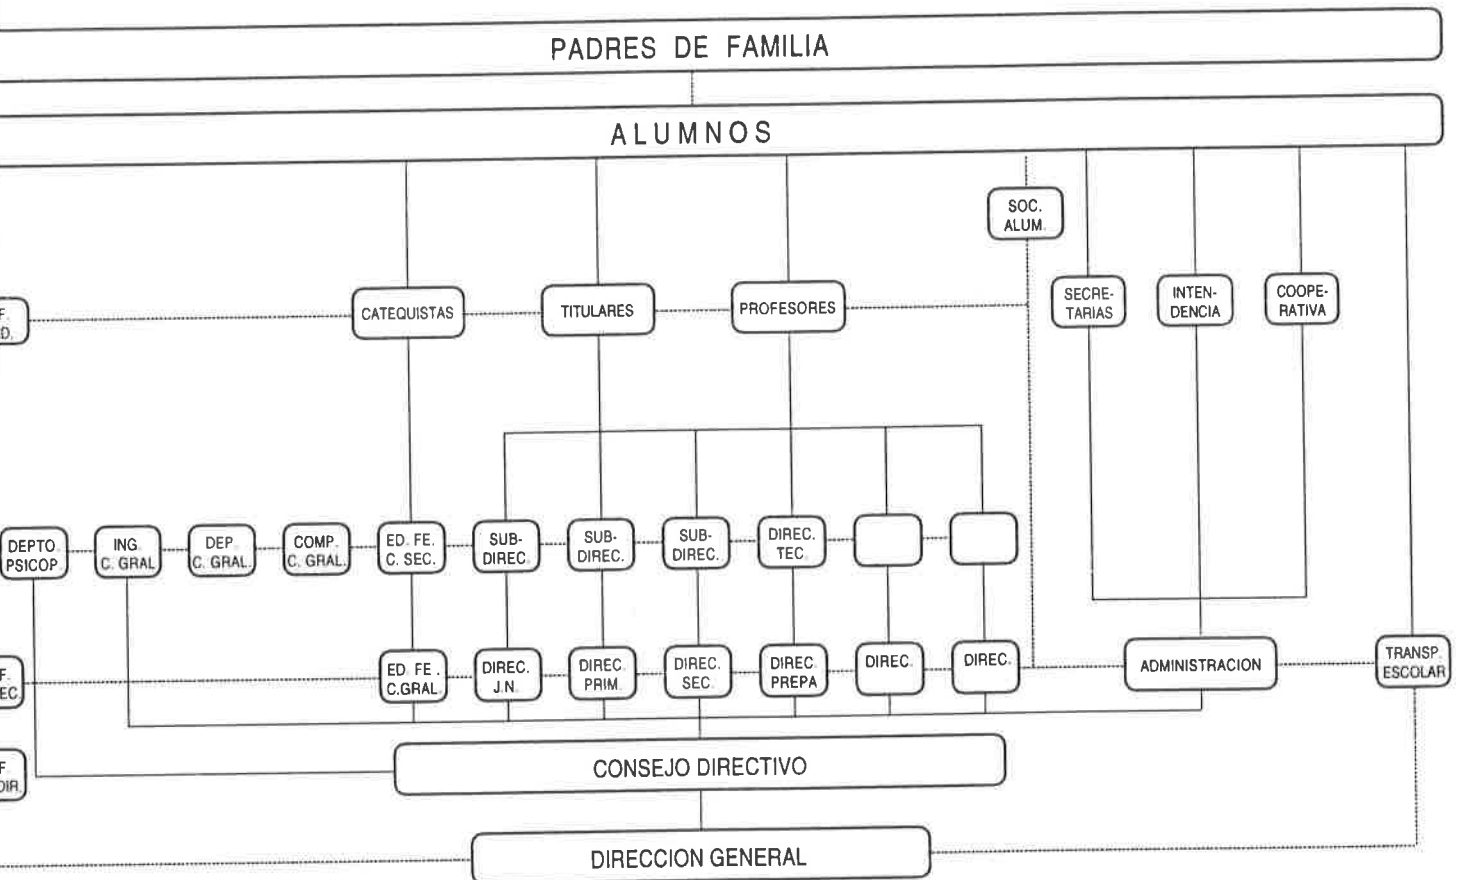 PADRES DE FAMILIA
ALUMNOS
SOC.
ALUM.
SECRE-
TARIAS
INTEN-
DENCIA
COOPE-
RATIVA
F.
D.
CATEQUISTAS
TITULARES
PROFESORES
DEPTO.
PSICOP.
ING.
C. GRAL
DEP.
C. GRAL.
COMP.
C. GRAL.
ED. FE.
C. SEC.
SUB-
DIREC.
SUB-
DIREC.
SUB-
DIREC.
DIREC.
TEC.
F.
EC.
ED. FE.
C.GRAL.
DIREC.
J.N.
DIREC.
PRIM.
DIREC.
SEC.
DIREC.
PREPA
DIREC.
DIREC.
ADMINISTRACION
TRANSP.
ESCOLAR
F.
DIR.
CONSEJO DIRECTIVO
DIRECCION GENERAL